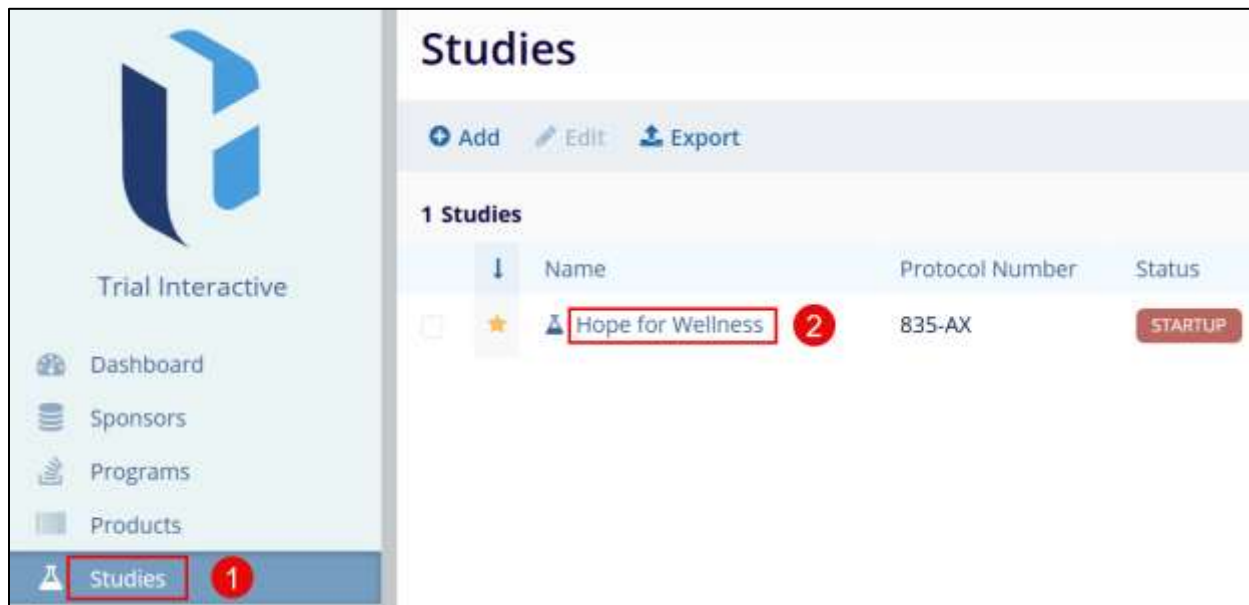 Studies
Add Edit Export
1 Studies
Name Protocol Number Status
Hope for Wellness 2 835-AX STARTUP
Trial Interactive
Dashboard
Sponsors
Programs
Products
Studies 1